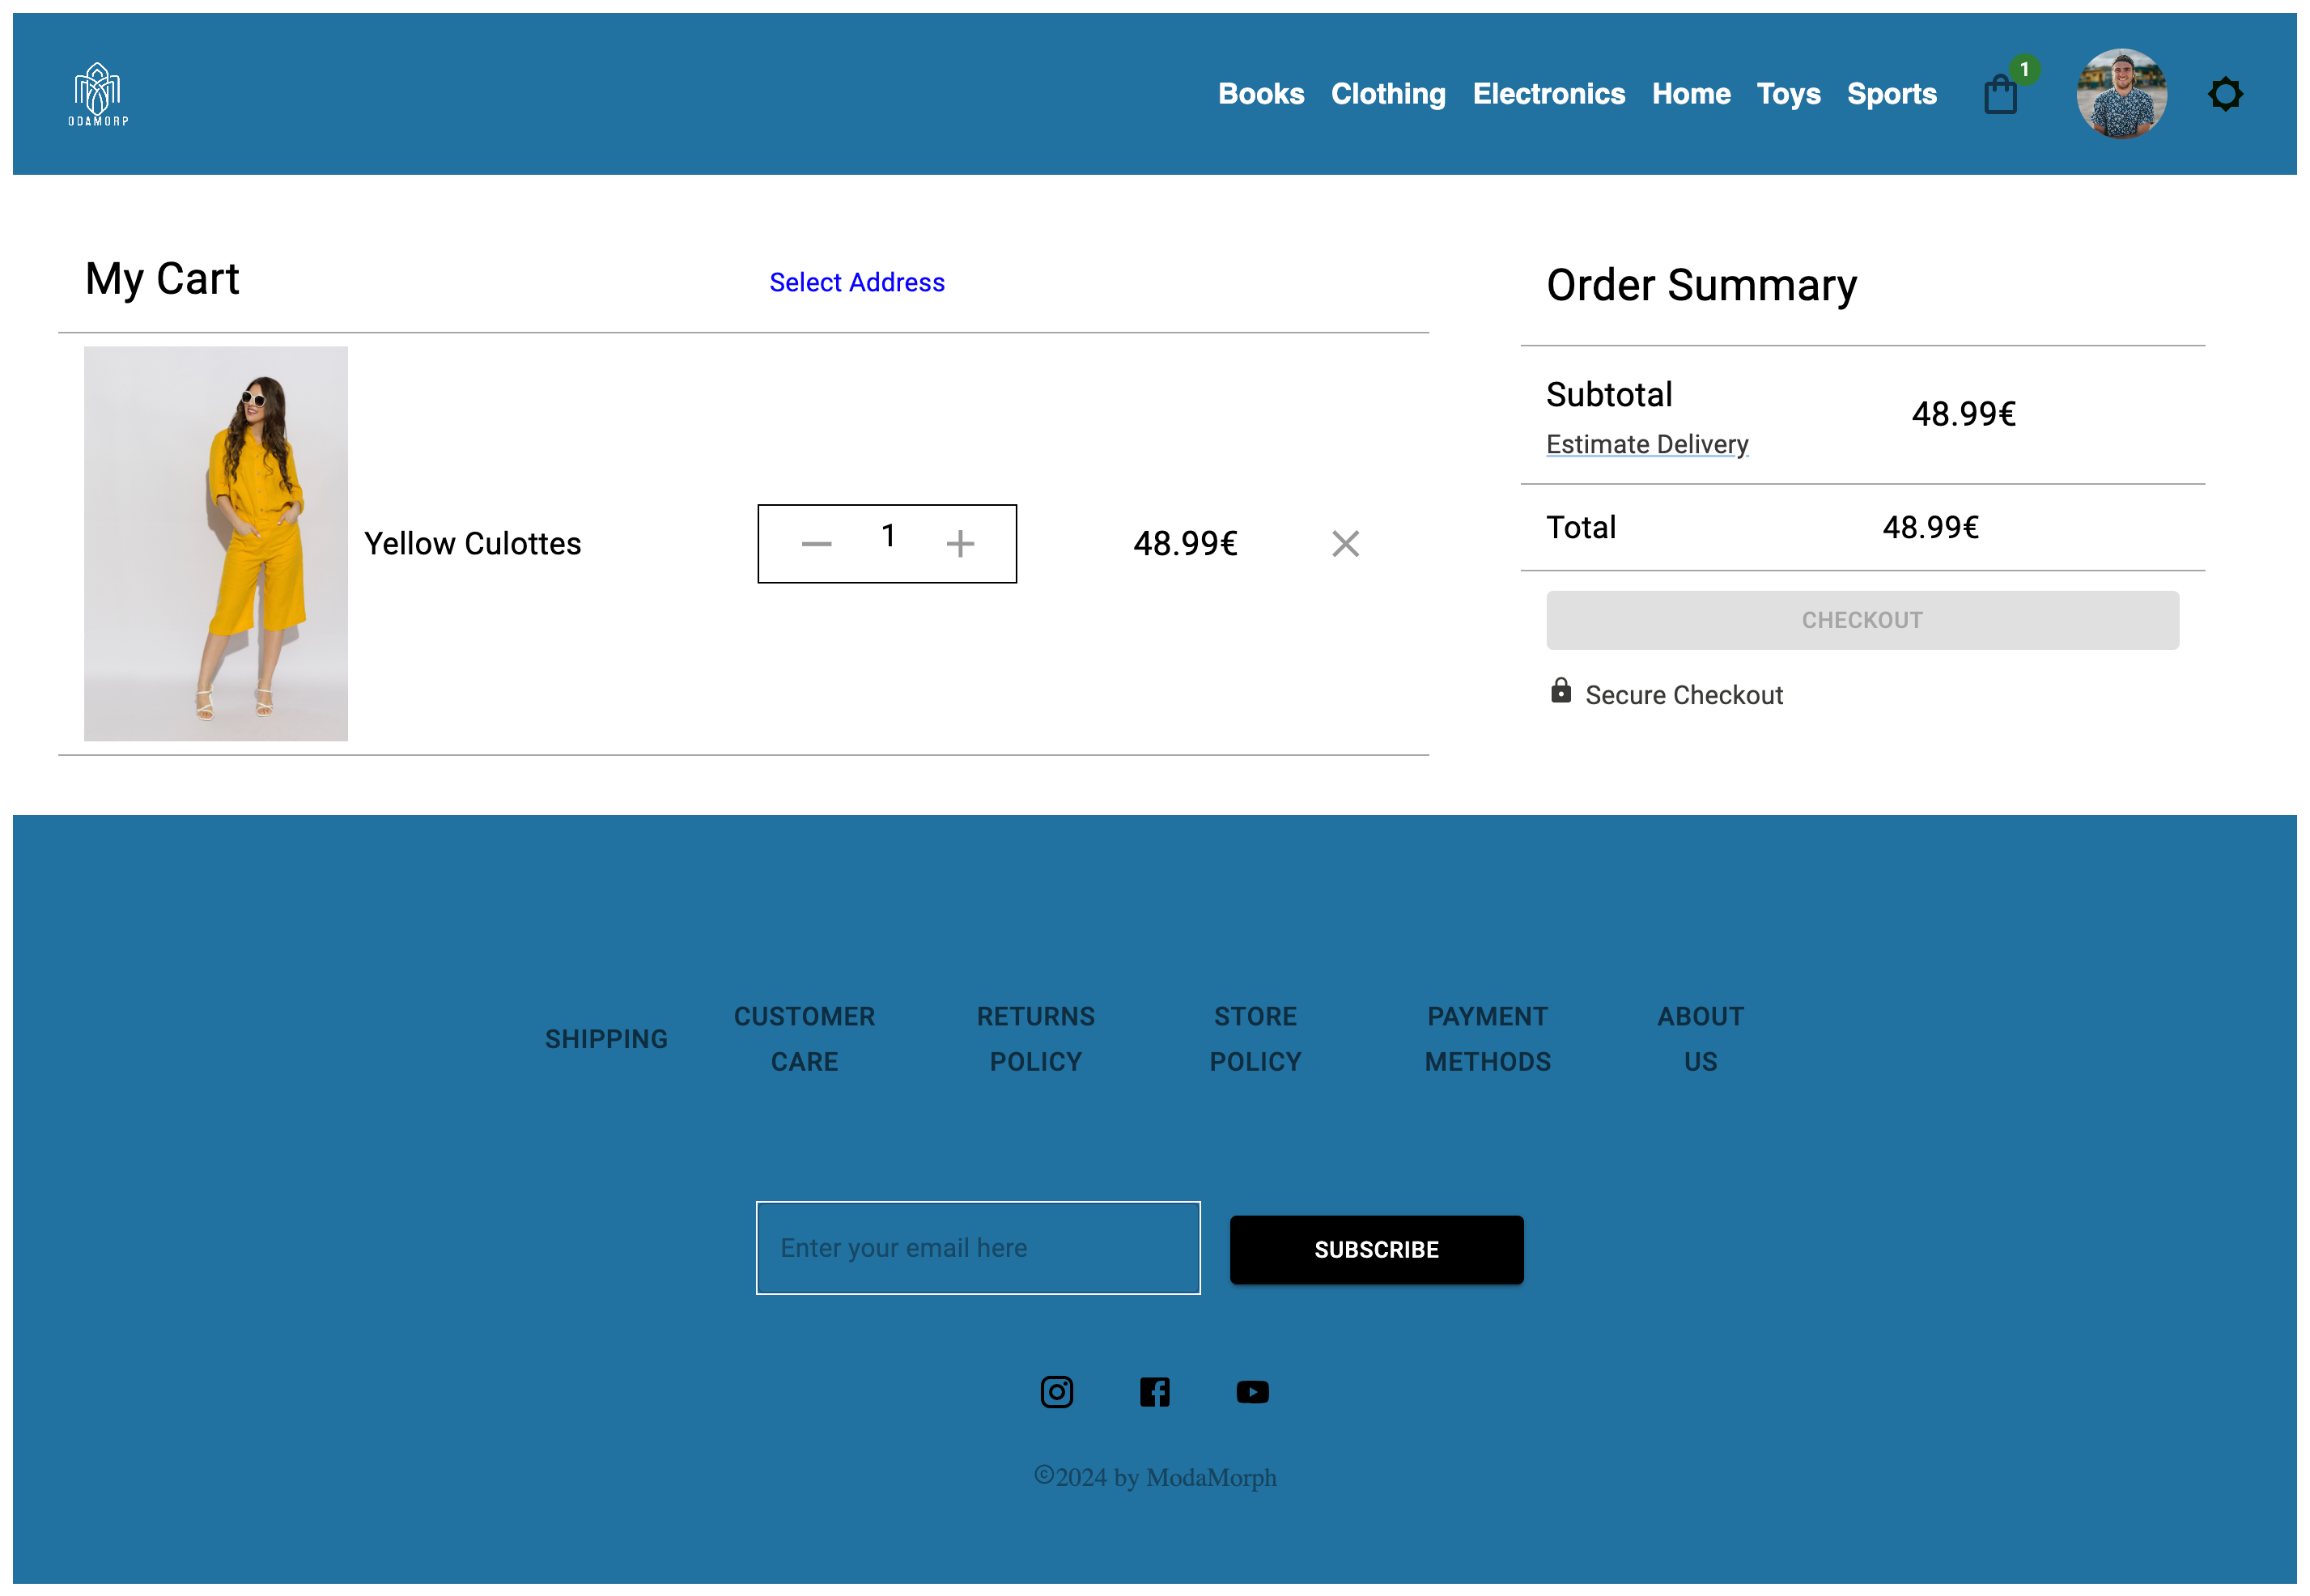 ODAMORP
Books Clothing Electronics Home Toys Sports 1
My Cart
Select Address
Yellow Culottes
1
48.99€
Order Summary
Subtotal
48.99€
Estimate Delivery
Total 48.99€
CHECKOUT
Secure Checkout
SHIPPING
CUSTOMER
CARE
RETURNS
POLICY
STORE
POLICY
PAYMENT
METHODS
ABOUT
US
Enter your email here
SUBSCRIBE
©2024 by ModaMorph